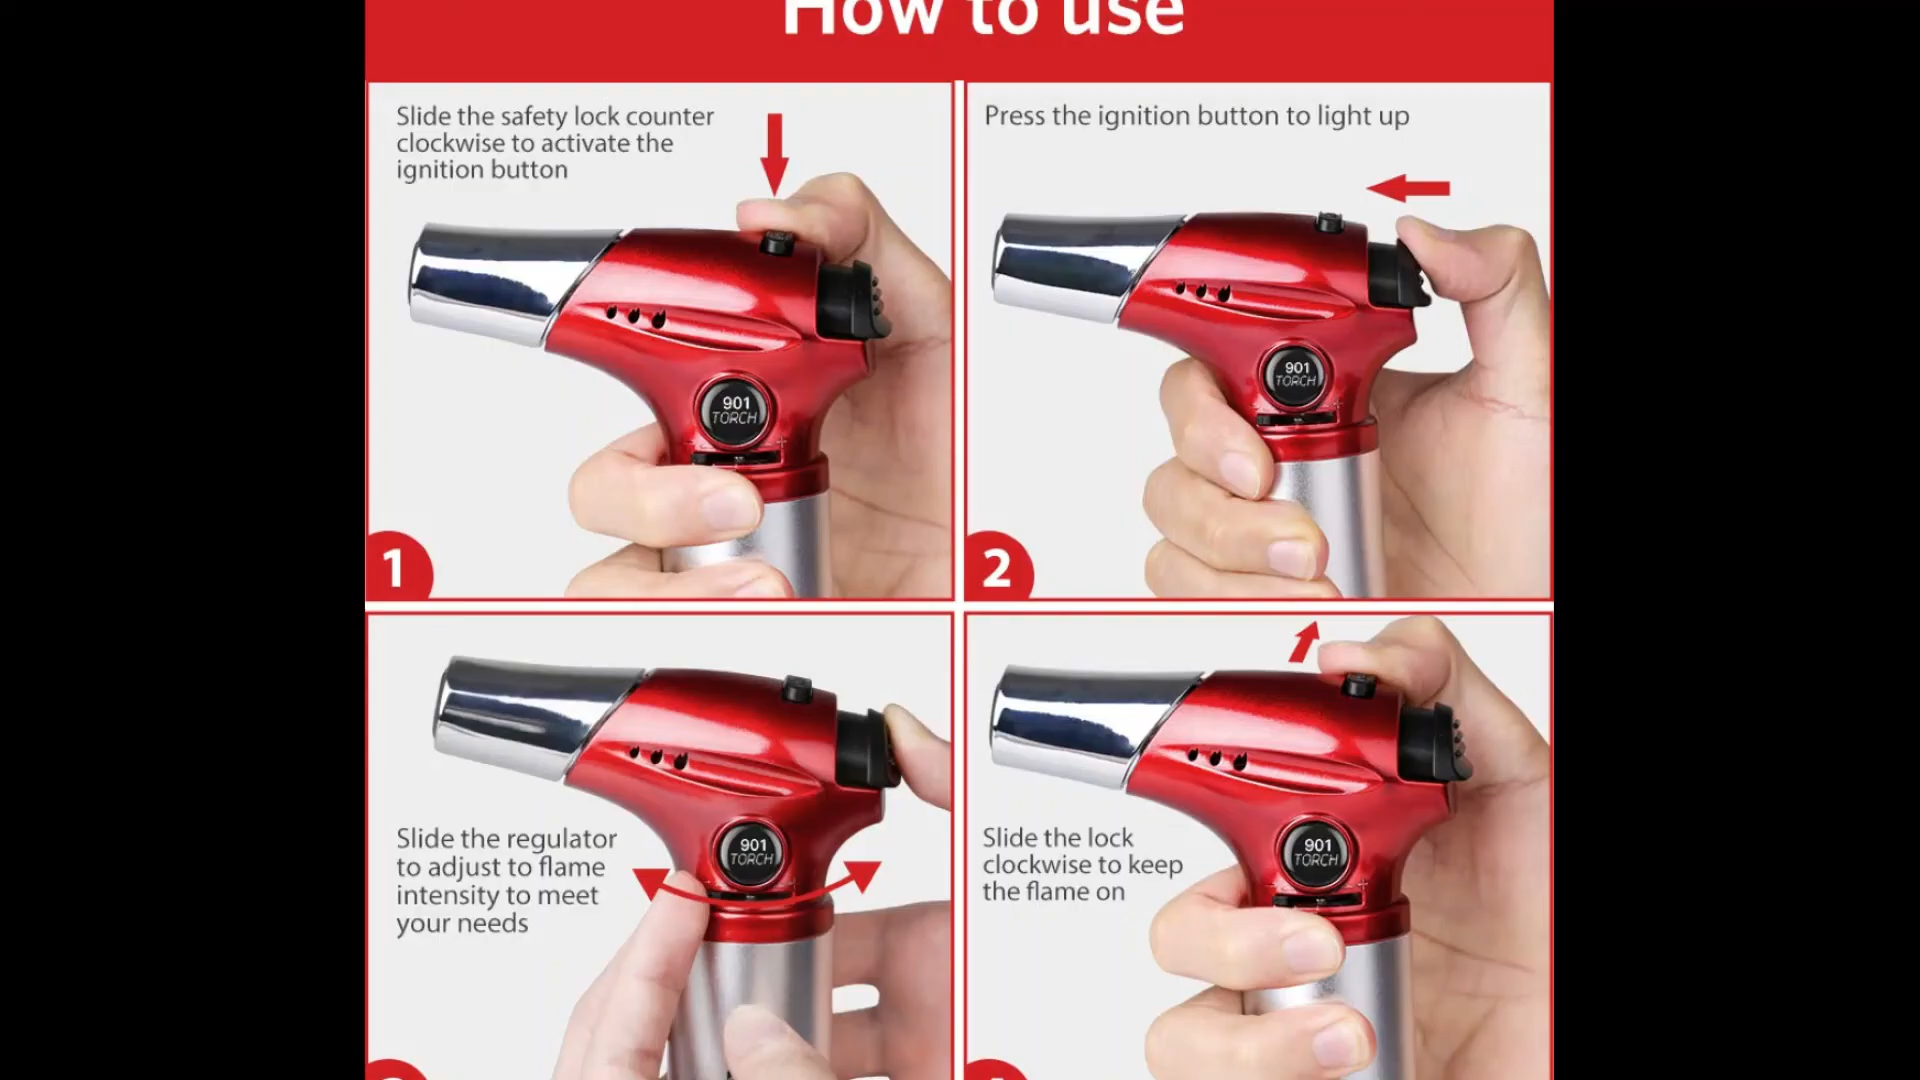 How to use
Slide the safety lock counter
clockwise to activate the
ignition button
901
TORCH
1
Press the ignition button to light up
901
TORCH
2
Slide the regulator
to adjust to flame
intensity to meet
your needs
901
TORCH
Slide the lock
clockwise to keep
the flame on
901
TORCH